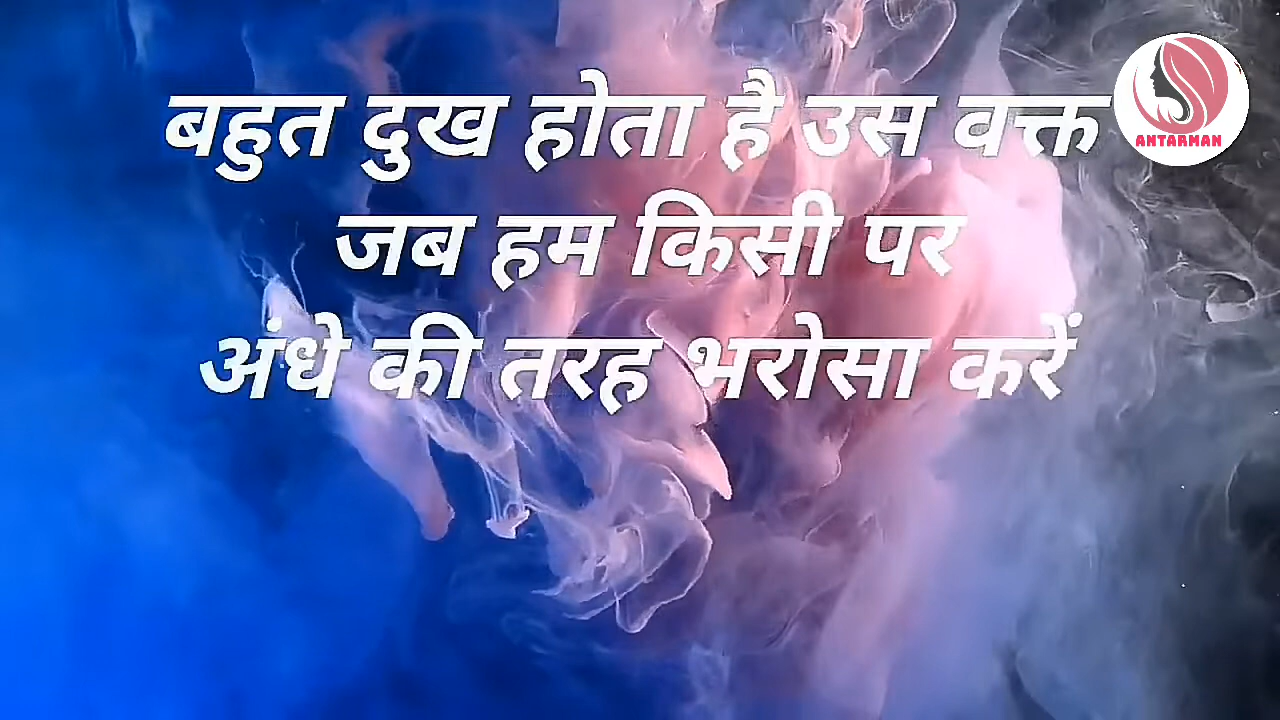 बहुत दुख होता है उस वक्त
ANTARMAN
जब हम किसी पर
अंधे की तरह भरोसा करें